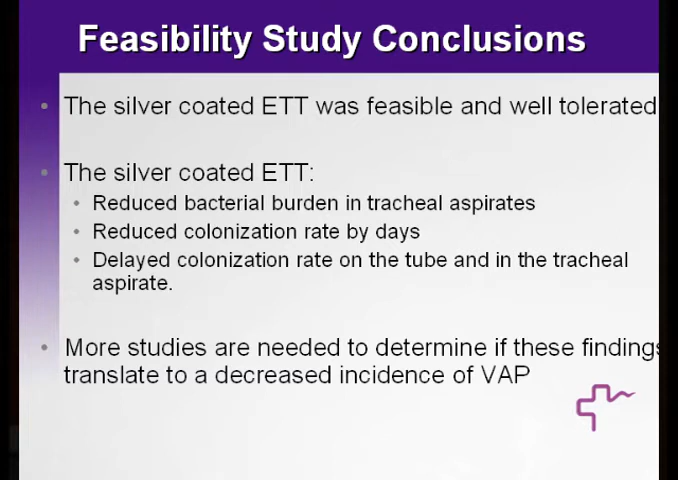 Feasibility Study Conclusions
• The silver coated ETT was feasible and well tolerated
• The silver coated ETT:
• Reduced bacterial burden in tracheal aspirates
• Reduced colonization rate by days
• Delayed colonization rate on the tube and in the tracheal
aspirate.
• More studies are needed to determine if these findings
translate to a decreased incidence of VAP